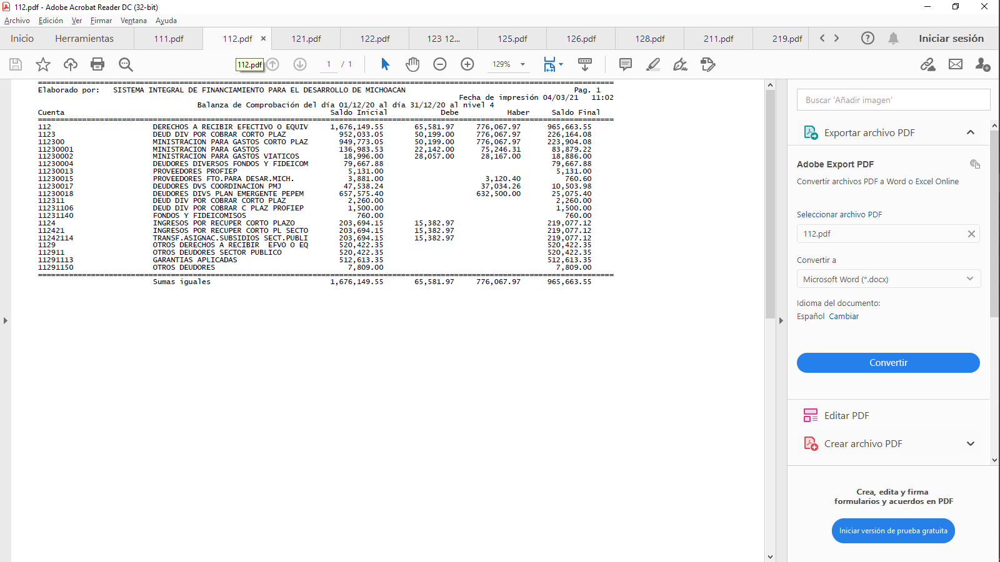 112.pdf - Adobe Acrobat Reader DC (32-bit)
Archivo Edición Ver Firmar Ventana Ayuda
Inicio Herramientas 111.pdf 112.pdf × 121.pdf 122.pdf 123 12... 125.pdf 126.pdf 128.pdf 211.pdf 219.pdf Iniciar sesión
112.pdf 1 / 1 129%
Elaborado por: SISTEMA INTEGRAL DE FINANCIAMIENTO PARA EL DESARROLLO DE MICHOACAN Pag. 1
Fecha de impresión 04/03/21 11:02
Balanza de Comprobación del día 01/12/20 al día 31/12/20 al nivel 4
Cuenta Saldo Inicial Debe Haber Saldo Final
112 DERECHOS A RECIBIR EFECTIVO O EQUIV 1,676,149.55 65,581.97 776,067.97 965,663.55
1123 DEUD DIV POR COBRAR CORTO PLAZ 952,033.05 50,199.00 776,067.97 226,164.08
112300 MINISTRACION PARA GASTOS CORTO PLAZ 949,773.05 50,199.00 776,067.97 223,904.08
11230001 MINISTRACION PARA GASTOS 136,983.53 22,142.00 75,246.31 83,879.22
11230002 MINISTRACION PARA GASTOS VIATICOS 18,996.00 28,057.00 28,167.00 18,886.00
11230004 DEUDORES DIVERSOS FONDOS Y FIDEICOM 79,667.88 79,667.88
11230013 PROVEEDORES PROFIEP 5,131.00 5,131.00
11230015 PROVEEDORES FTO.PARA DESAR.MICH. 3,881.00 3,120.40 760.60
11230017 DEUDORES DVS COORDINACION PMJ 47,538.24 37,034.26 10,503.98
11230018 DEUDORES DIVS PLAN EMERGENTE PEPEM 657,575.40 632,500.00 25,075.40
112311 DEUD DIV POR COBRAR CORTO PLAZ 2,260.00 2,260.00
11231106 DEUD DIV POR COBRAR C PLAZ PROFIEP 1,500.00 1,500.00
11231140 FONDOS Y FIDEICOMISOS 760.00 760.00
1124 INGRESOS POR RECUPER CORTO PLAZO 203,694.15 15,382.97 219,077.12
112421 INGRESOS POR RECUPER CORTO PL SECTO 203,694.15 15,382.97 219,077.12
11242114 TRANSF.ASIGNAC.SUBSIDIOS SECT.PUBLI 203,694.15 15,382.97 219,077.12
1129 OTROS DERECHOS A RECIBIR EFVO O EQ 520,422.35 520,422.35
112911 OTROS DEUDORES SECTOR PUBLICO 520,422.35 520,422.35
11291113 GARANTIAS APLICADAS 512,613.35 512,613.35
11291150 OTROS DEUDORES 7,809.00 7,809.00
Sumas iguales 1,676,149.55 65,581.97 776,067.97 965,663.55
Buscar 'Añadir imagen'
Exportar archivo PDF
Adobe Export PDF
Convertir archivos PDF a Word o Excel Online
Seleccionar archivo PDF
112.pdf
Convertir a
Microsoft Word (*.docx)
Idioma del documento:
Español Cambiar
Convertir
Editar PDF
Crear archivo PDF
Crea, edita y firma
formularios y acuerdos en PDF
Iniciar versión de prueba gratuita